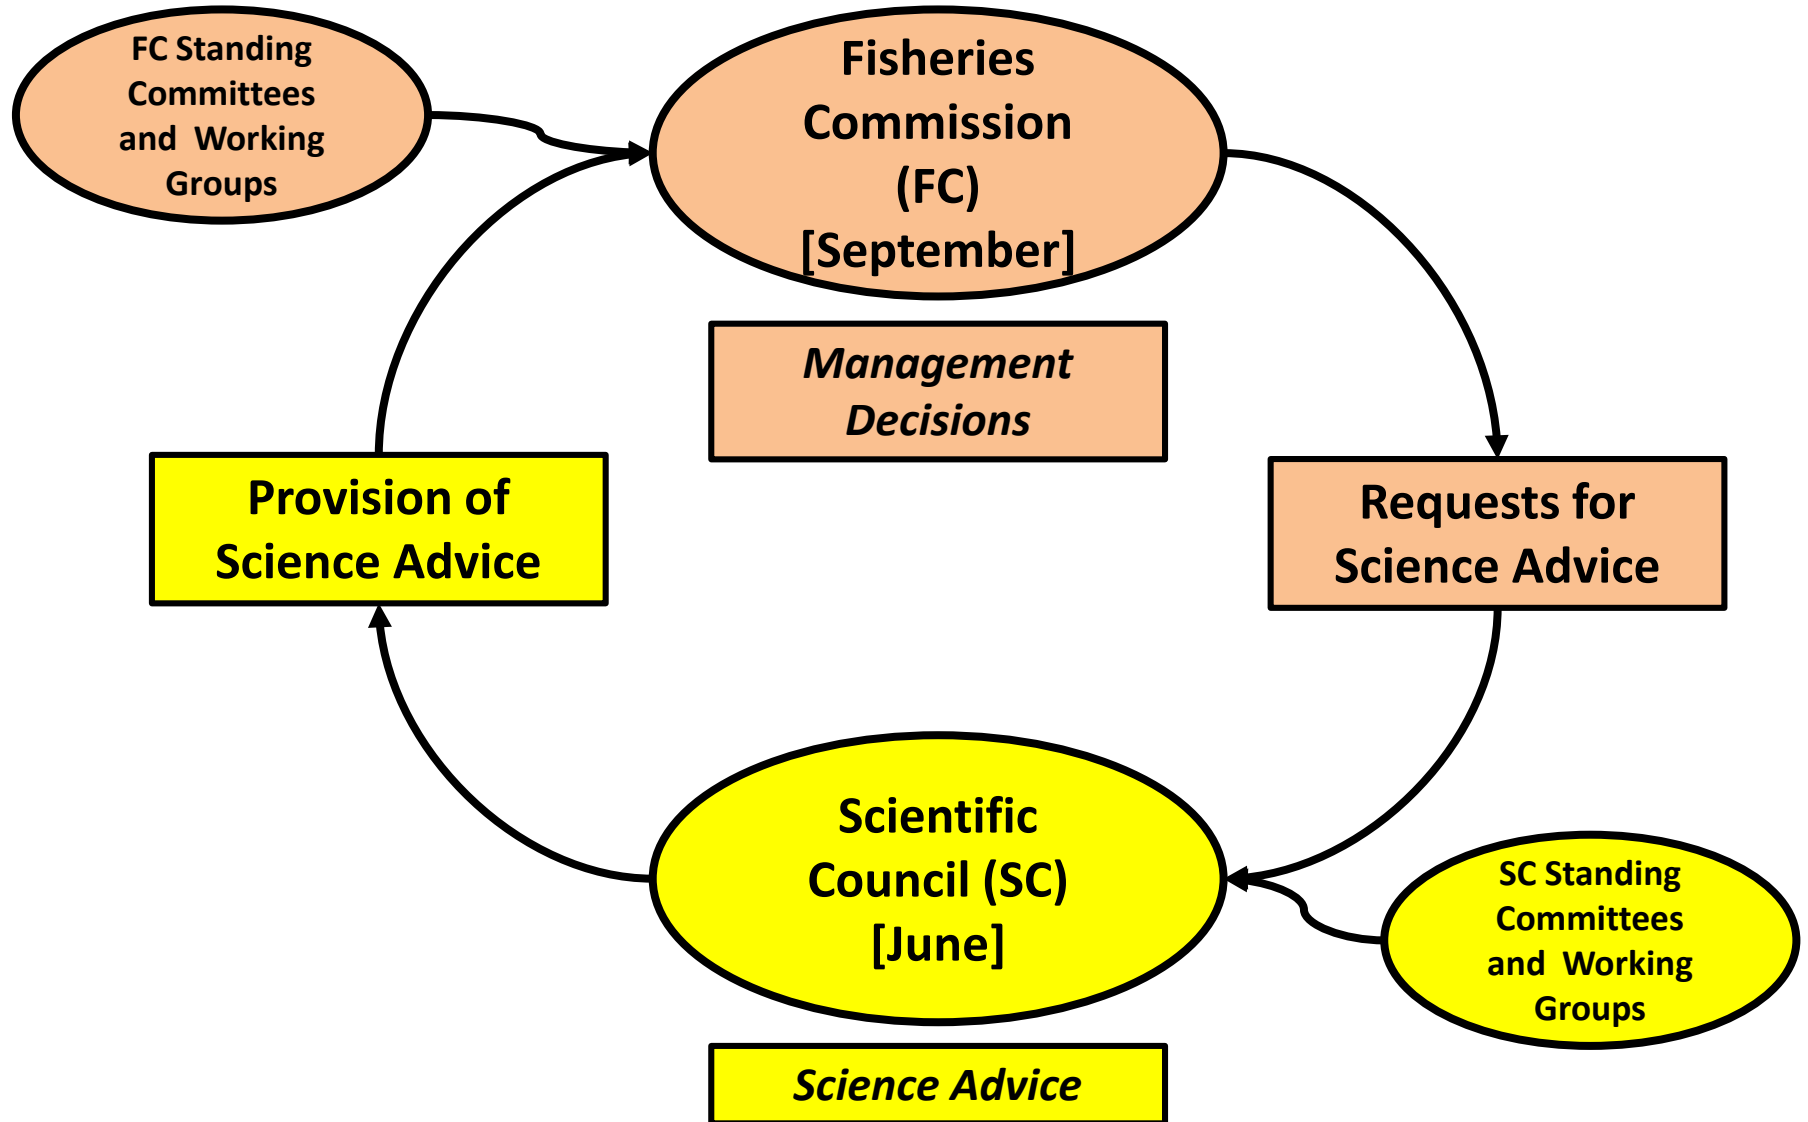 FC Standing
Committees
and  Working
Groups
Fisheries
Commission
(FC)
[September]
Management
Decisions
Provision of
Science Advice
Requests for
Science Advice
Scientific
Council (SC)
[June]
SC Standing
Committees
and  Working
Groups
Science Advice